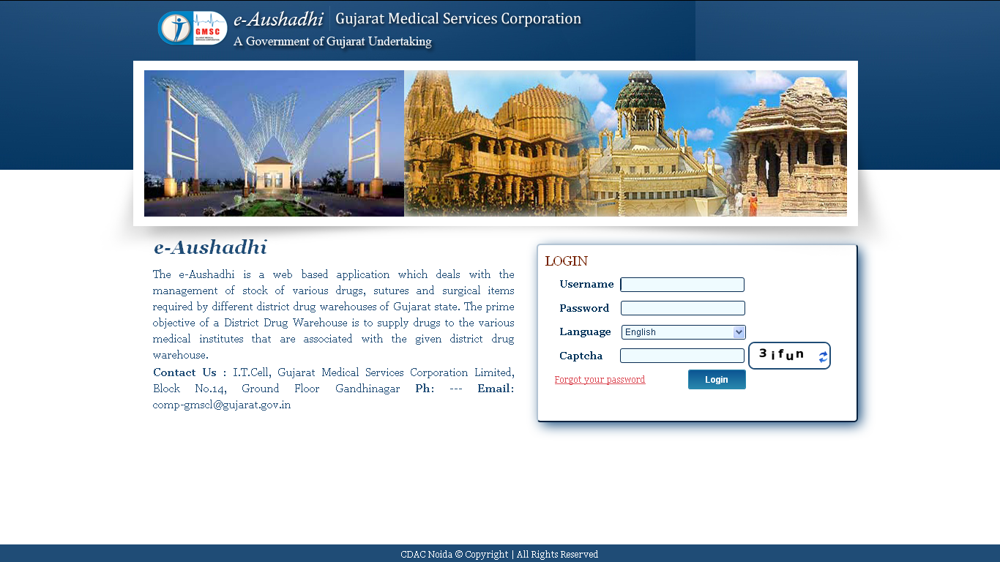 e-Aushadhi Gujarat Medical Services Corporation
GMSC
A Government of Gujarat Undertaking
e-Aushadhi
The e-Aushadhi is a web based application which deals with the
management of stock of various drugs, sutures and surgical items
required by different district drug warehouses of Gujarat state. The prime
objective of a District Drug Warehouse is to supply drugs to the various
medical institutes that are associated with the given district drug
warehouse.
Contact Us : I.T.Cell, Gujarat Medical Services Corporation Limited,
Block No.14, Ground Floor Gandhinagar Ph: --- Email:
comp-gmscl@gujarat.gov.in
LOGIN
Username
Password
Language English
Captcha 3ifun
Forgot your password Login
CDAC Noida © Copyright | All Rights Reserved